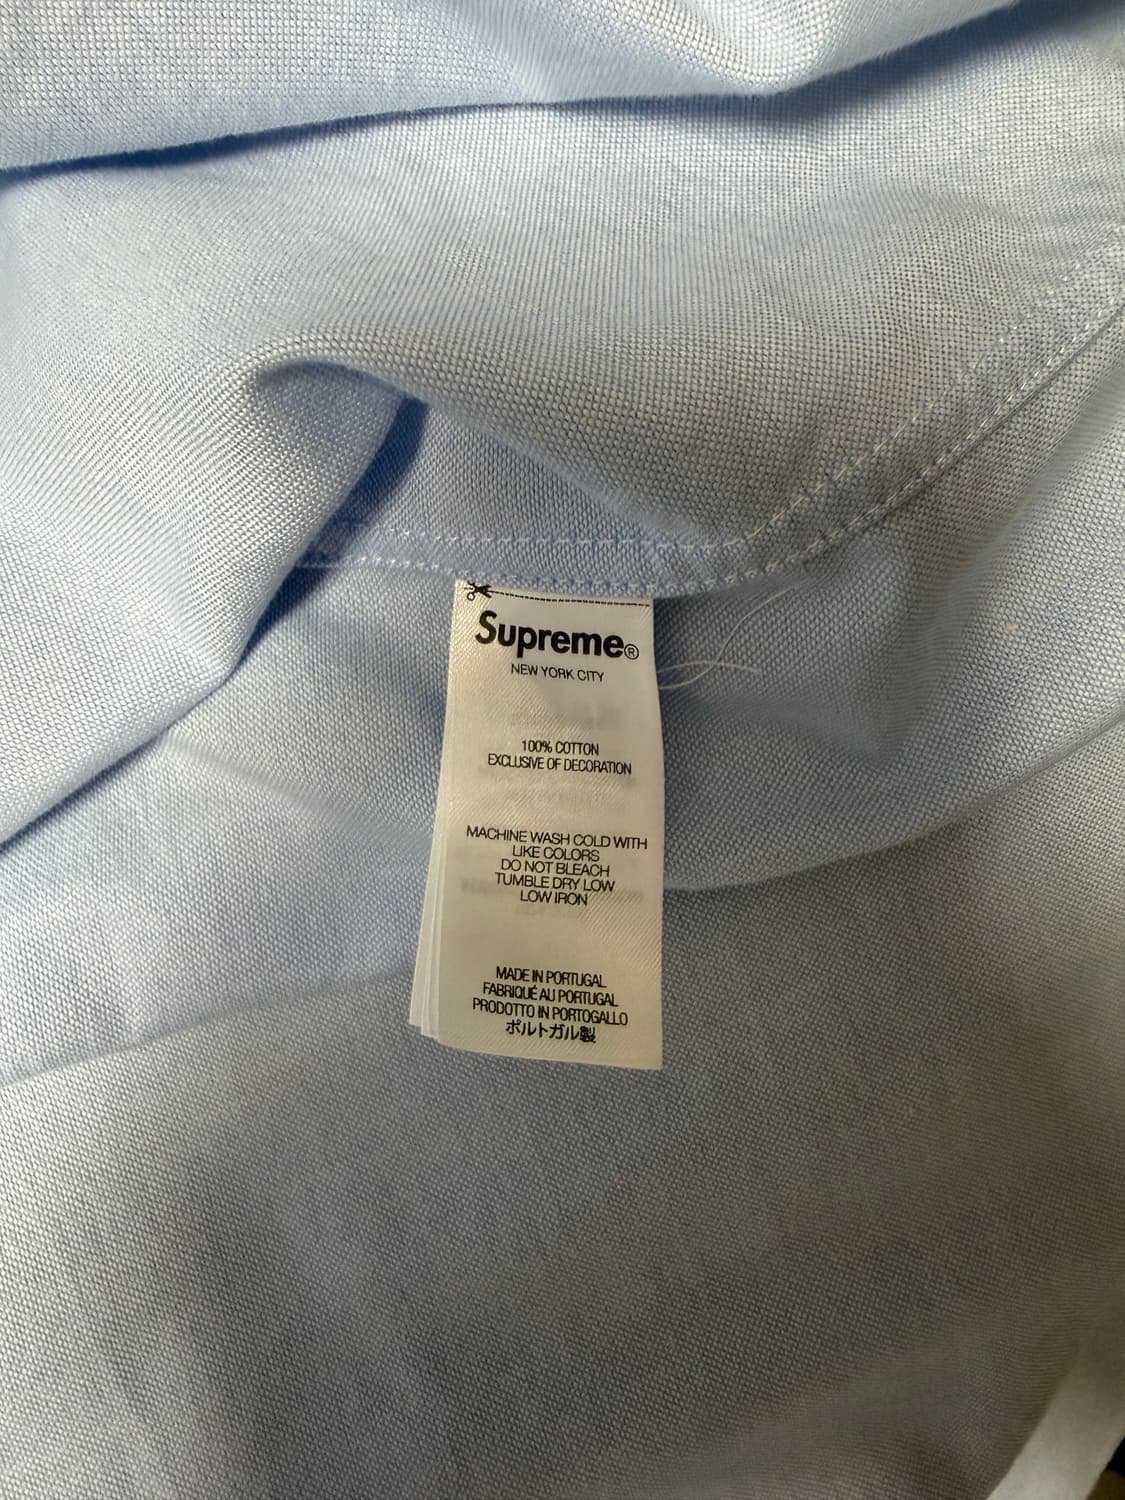 Supreme®
NEW YORK CITY
100% COTTON
EXCLUSIVE OF DECORATION
MACHINE WASH COLD WITH
LIKE COLORS
DO NOT BLEACH
TUMBLE DRY LOW
LOW IRON
MADE IN PORTUGAL
FABRIQUÉ AU PORTUGAL
PRODOTTO IN PORTOGALLO
ポルトガル製